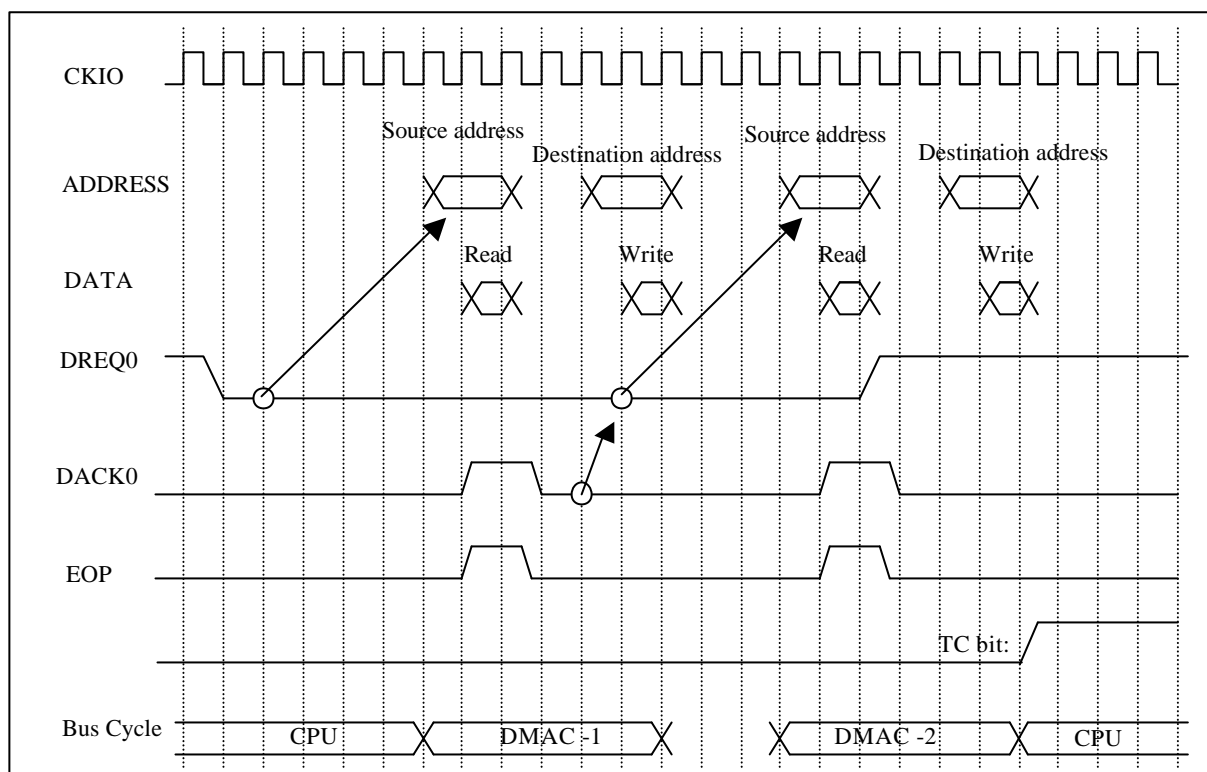 CKIO
Source address
Source address
Destination address
Destination address
ADDRESS
Read
Write
Read
Write
DATA
DREQ0
DACK0
EOP
TC bit:
Bus Cycle
CPU
DMAC -1
DMAC -2
CPU